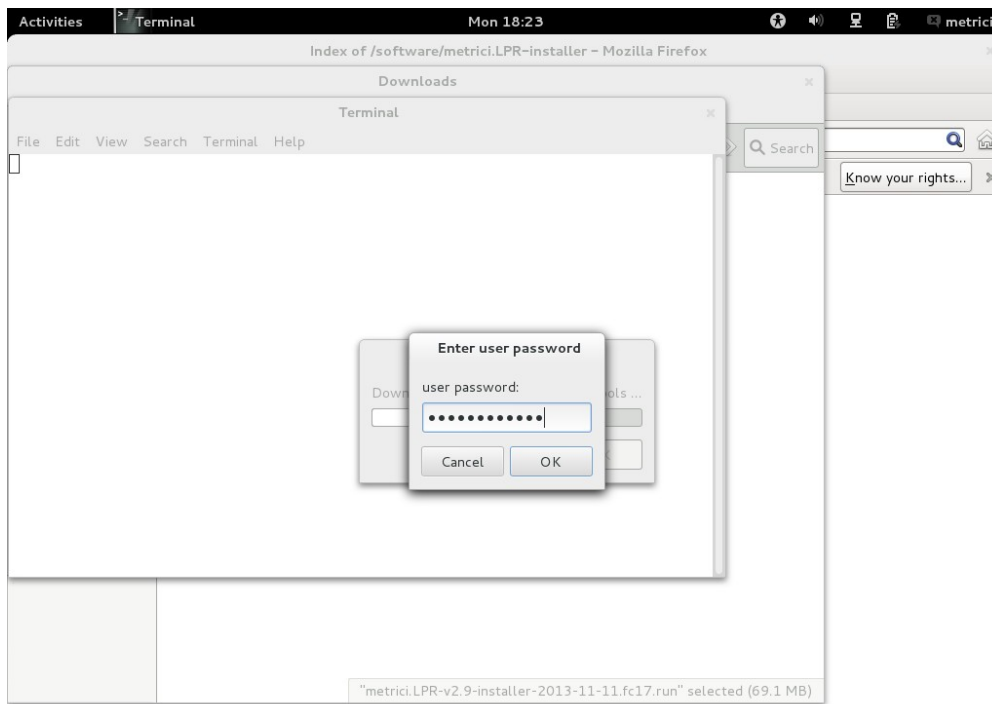 Activities Terminal Mon 18:23 metrici
Index of /software/metrici.LPR-installer - Mozilla Firefox
Downloads
Terminal
File Edit View Search Terminal Help
Search
Know your rights...
Enter user password
user password:
Down
ols ...
••••••••••••
Cancel OK
"metrici.LPR-v2.9-installer-2013-11-11.fc17.run" selected (69.1 MB)